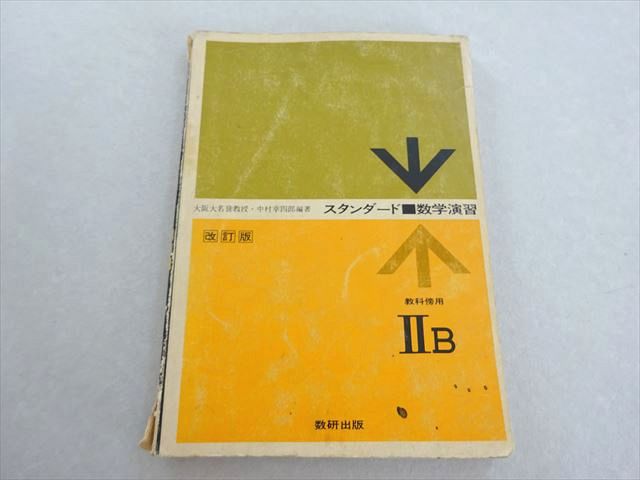 大阪大名誉教授・中村幸四郎編著 スタンダード■数学演習
改訂版
教科傍用
ⅡB
数研出版